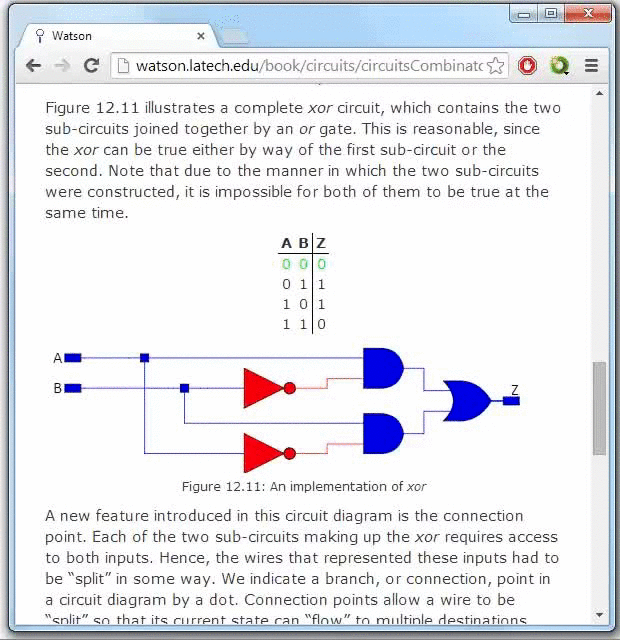 Watson
watson.latech.edu/book/circuits/circuitsCombinato
Figure 12.11 illustrates a complete xor circuit, which contains the two
sub-circuits joined together by an or gate. This is reasonable, since
the xor can be true either by way of the first sub-circuit or the
second. Note that due to the manner in which the two sub-circuits
were constructed, it is impossible for both of them to be true at the
same time.
A B Z
0 0 0
0 1 1
1 0 1
1 1 0
A
B
Z
Figure 12.11: An implementation of xor
A new feature introduced in this circuit diagram is the connection
point. Each of the two sub-circuits making up the xor requires access
to both inputs. Hence, the wires that represented these inputs had to
be “split” in some way. We indicate a branch, or connection, point in
a circuit diagram by a dot. Connection points allow a wire to be
“split” so that its current state can “flow” to multiple destinations